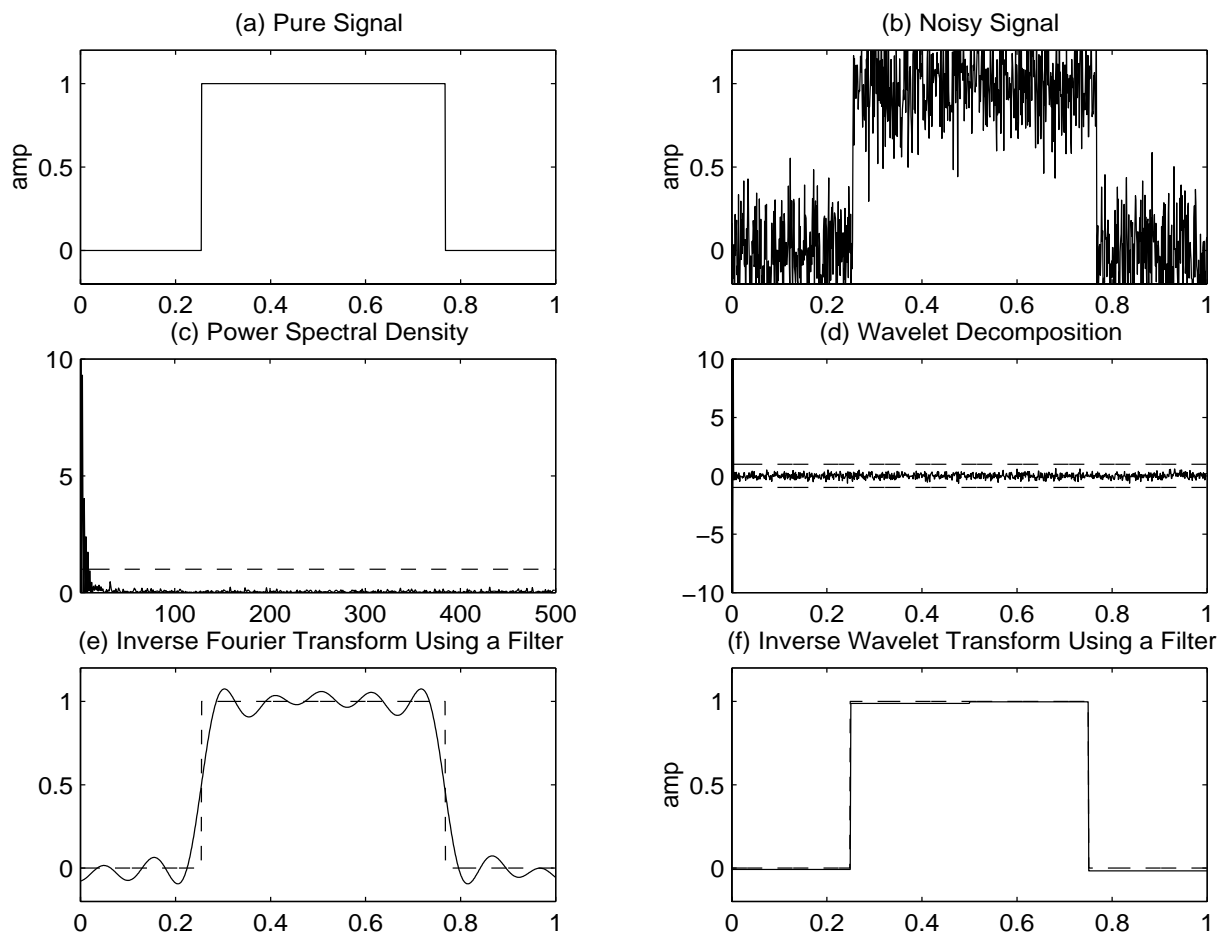 (a) Pure Signal
amp
1
0.5
0
0 0.2 0.4 0.6 0.8 1
(b) Noisy Signal
amp
1
0.5
0
0 0.2 0.4 0.6 0.8 1
(c) Power Spectral Density
10
5
0
100 200 300 400 500
(d) Wavelet Decomposition
10
5
0
−5
−10
0 0.2 0.4 0.6 0.8 1
(e) Inverse Fourier Transform Using a Filter
1
0.5
0
0 0.2 0.4 0.6 0.8 1
(f) Inverse Wavelet Transform Using a Filter
amp
1
0.5
0
0 0.2 0.4 0.6 0.8 1